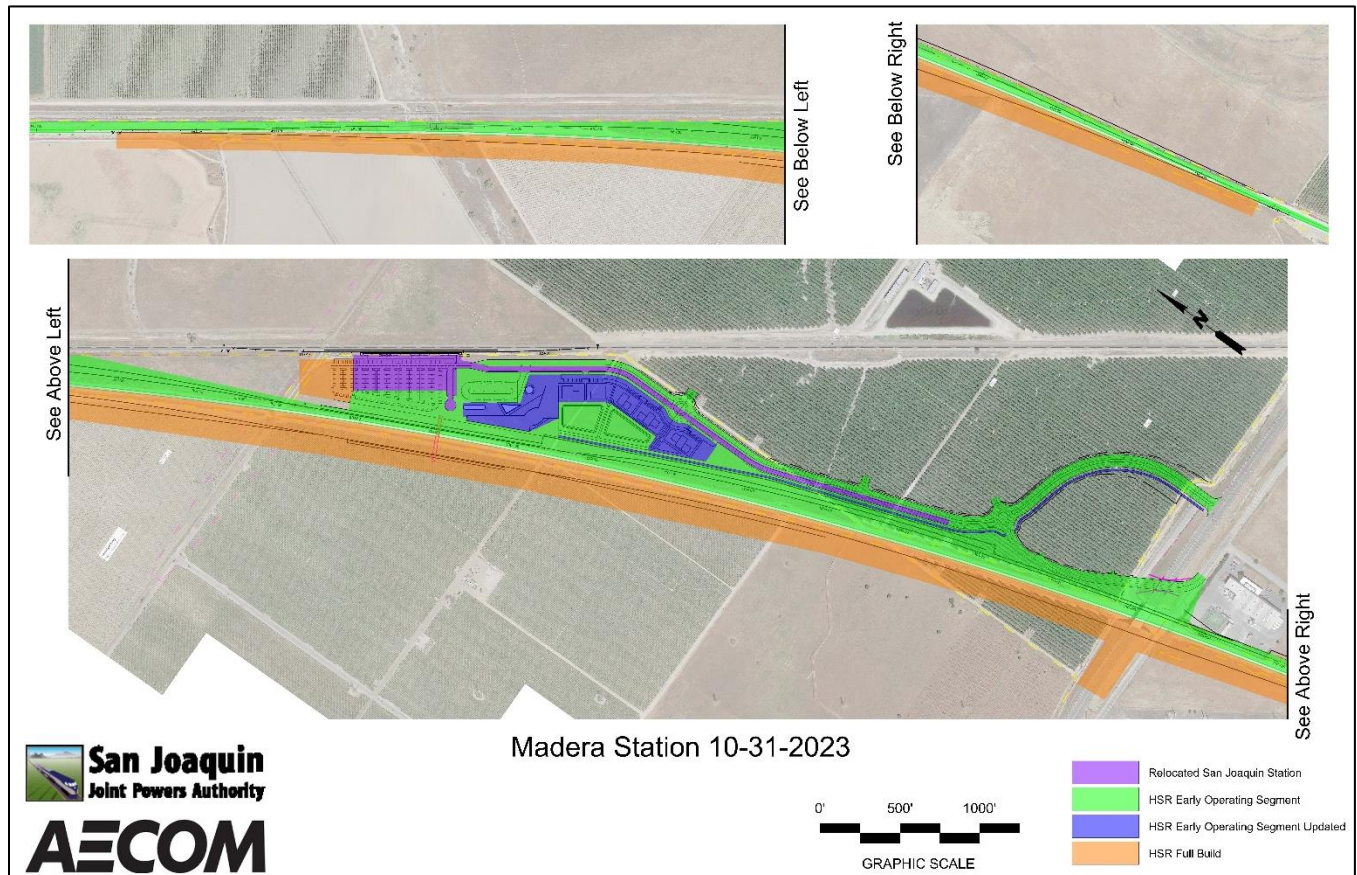 See Below Left
See Below Right
See Above Left
N
See Above Right
Madera Station 10-31-2023
San Joaquin
Joint Powers Authority
AECOM
0' 500' 1000'
GRAPHIC SCALE
Relocated San Joaquin Station
HSR Early Operating Segment
HSR Early Operating Segment Updated
HSR Full Build